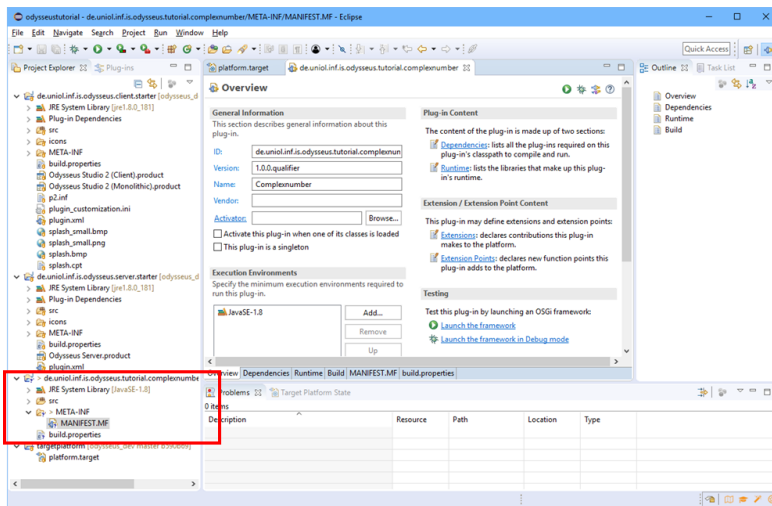 odysseustutorial - de.uniol.inf.is.odysseus.tutorial.complexnumber/META-INF/MANIFEST.MF - Eclipse
File Edit Navigate Search Project Run Window Help
Quick Access
Project Explorer
Plug-ins
de.uniol.inf.is.odysseus.client.starter [odysseus_d
JRE System Library [jre1.8.0_181]
Plug-in Dependencies
src
icons
META-INF
build.properties
Odysseus Studio 2 (Client).product
Odysseus Studio 2 (Monolithic).product
p2.inf
plugin_customization.ini
plugin.xml
splash_small.bmp
splash_small.png
splash.bmp
splash.cpt
de.uniol.inf.is.odysseus.server.starter [odysseus_d
JRE System Library [jre1.8.0_181]
Plug-in Dependencies
src
icons
META-INF
build.properties
Odysseus Server.product
plugin.xml
> de.uniol.inf.is.odysseus.tutorial.complexnumbe
JRE System Library [JavaSE-1.8]
src
> META-INF
MANIFEST.MF
build.properties
targetplatform [odysseus_dev master
platform.target
platform.target
de.uniol.inf.is.odysseus.tutorial.complexnumber
Overview
General Information
This section describes general information about this
plug-in.
ID: de.uniol.inf.is.odysseus.tutorial.complexnun
Version: 1.0.0.qualifier
Name: Complexnumber
Vendor:
Activator: Browse...
Activate this plug-in when one of its classes is loaded
This plug-in is a singleton
Execution Environments
Specify the minimum execution environments required to
run this plug-in.
JavaSE-1.8
Add...
Remove
Up
Plug-in Content
The content of the plug-in is made up of two sections:
Dependencies: lists all the plug-ins required on this
plug-in's classpath to compile and run.
Runtime: lists the libraries that make up this plug-
in's runtime.
Extension / Extension Point Content
This plug-in may define extensions and extension points:
Extensions: declares contributions this plug-in
makes to the platform.
Extension Points: declares new function points this
plug-in adds to the platform.
Testing
Test this plug-in by launching an OSGi framework:
Launch the framework
Launch the framework in Debug mode
Overview Dependencies Runtime Build MANIFEST.MF build.properties
Problems
Target Platform State
0 items
Description Resource Path Location Type
Outline
Task List
Overview
Dependencies
Runtime
Build